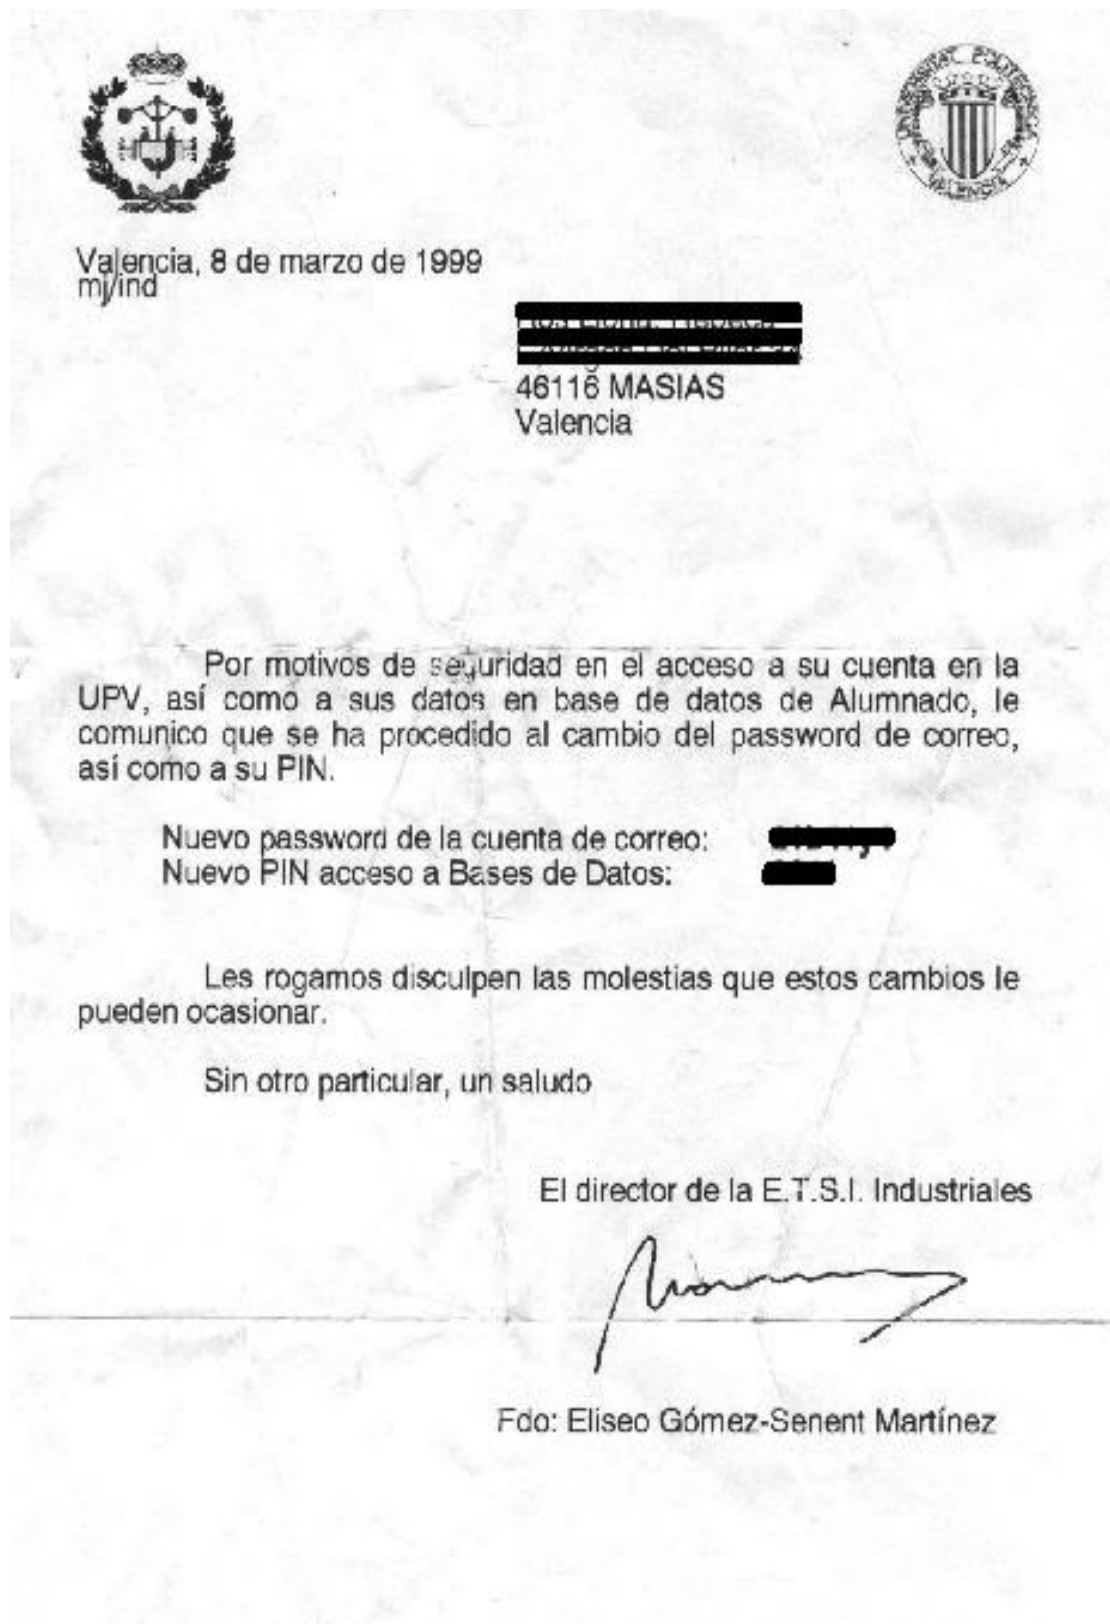 UNIVERSITAT POLITECNICA
VALENCIA
Valencia, 8 de marzo de 1999
mj/ind
46116 MASIAS
Valencia
Por motivos de seguridad en el acceso a su cuenta en la
UPV, así como a sus datos en base de datos de Alumnado, le
comunico que se ha procedido al cambio del password de correo,
así como a su PIN.
Nuevo password de la cuenta de correo:
Nuevo PIN acceso a Bases de Datos:
Les rogamos disculpen las molestias que estos cambios le
pueden ocasionar.
Sin otro particular, un saludo
El director de la E.T.S.I. Industriales
Fdo: Eliseo Gómez-Senent Martínez